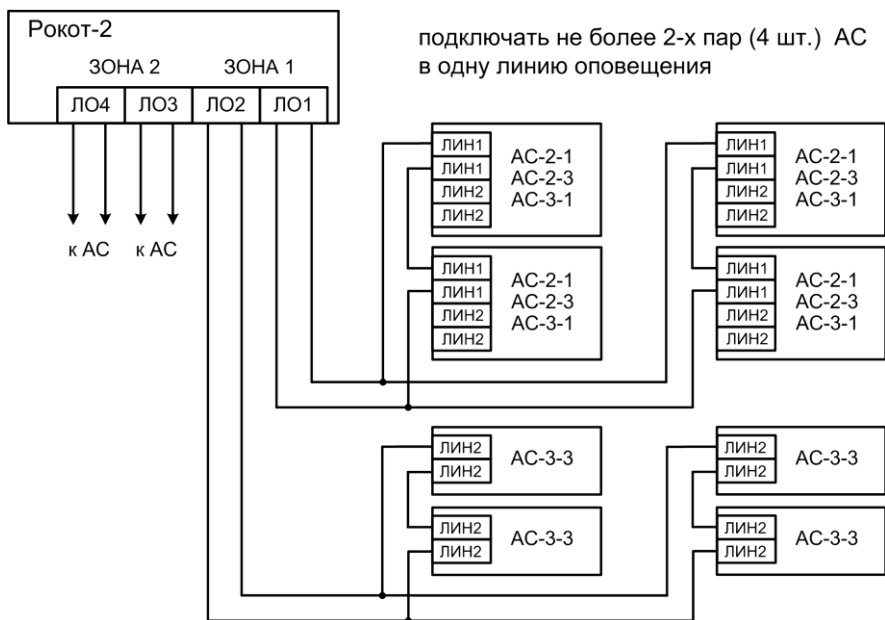 Рокот-2
ЗОНА 2 ЗОНА 1
ЛО4 ЛО3 ЛО2 ЛО1
к АС к АС
подключать не более 2-х пар (4 шт.) АС
в одну линию оповещения
ЛИН1
ЛИН1
ЛИН2
ЛИН2
АС-2-1
АС-2-3
АС-3-1
ЛИН1
ЛИН1
ЛИН2
ЛИН2
АС-2-1
АС-2-3
АС-3-1
ЛИН1
ЛИН1
ЛИН2
ЛИН2
АС-2-1
АС-2-3
АС-3-1
ЛИН1
ЛИН1
ЛИН2
ЛИН2
АС-2-1
АС-2-3
АС-3-1
ЛИН2
ЛИН2
АС-3-3
ЛИН2
ЛИН2
АС-3-3
ЛИН2
ЛИН2
АС-3-3
ЛИН2
ЛИН2
АС-3-3